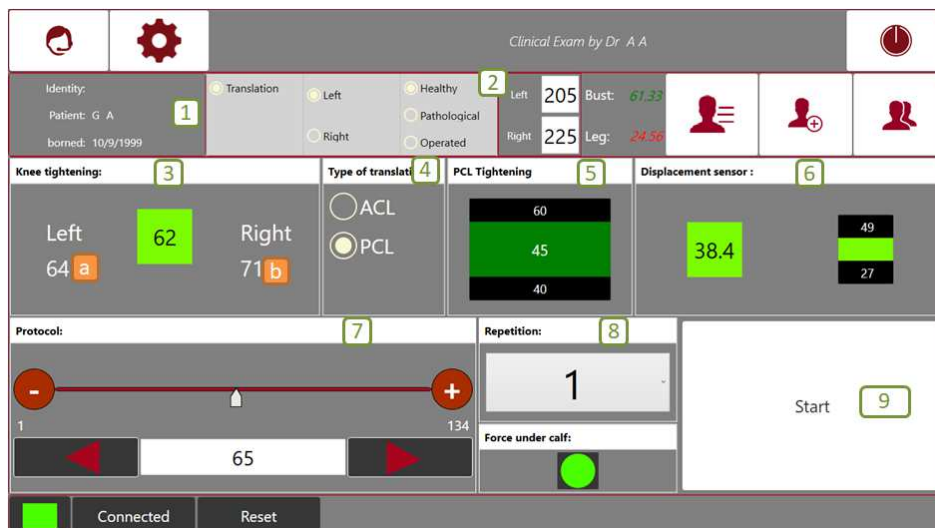 Clinical Exam by Dr A A
Identity:
Patient: G A
borned: 10/9/1999
1
Translation
Left
Right
Healthy
Pathological
Operated
2
Left 205 Bust: 61.33
Right 225 Leg: 24.56
Knee tightening: 3
Left 62 Right
64 a 71 b
Type of translati 4
ACL
PCL
PCL Tightening 5
60
45
40
Displacement sensor : 6
38.4
49
27
Protocol: 7
- +
1 134
65
Repetition: 8
1
Force under calf:
Start 9
Connected Reset